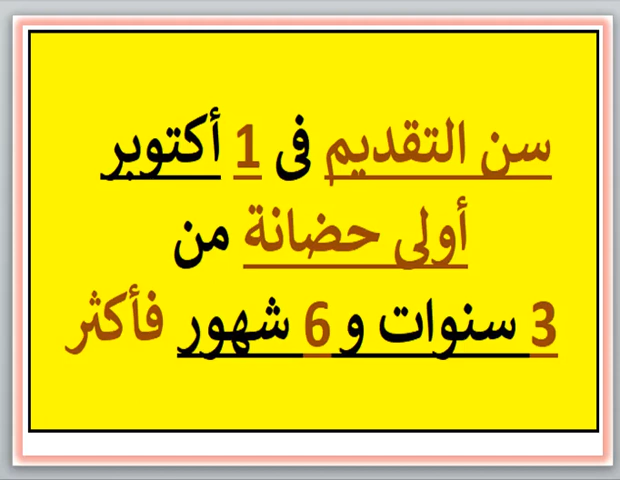 سن التقديم فى 1 أكتوبر
أولى حضانة من
3 سنوات و 6 شهور فأكثر